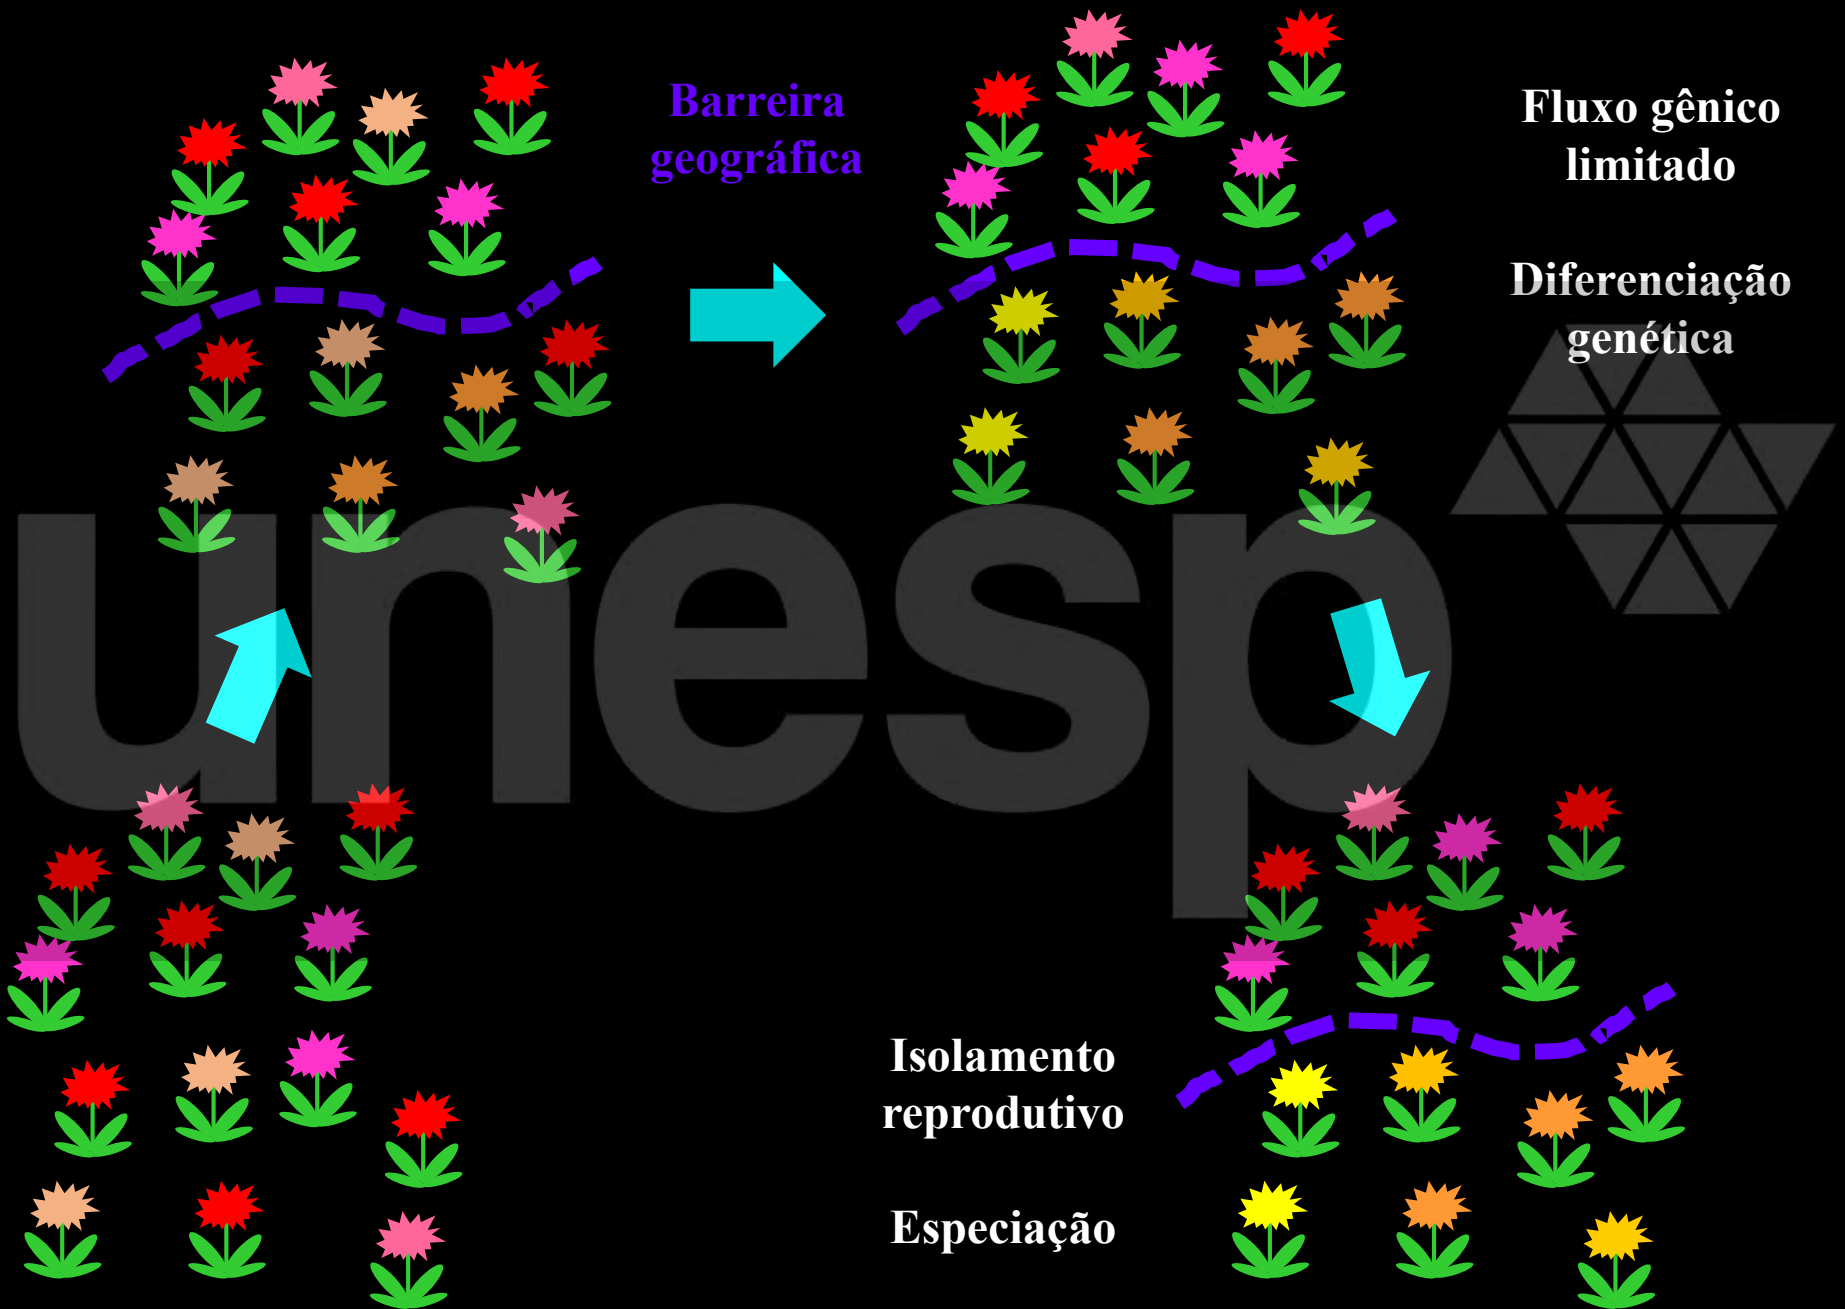 Barreira
geográfica
Fluxo gênico
limitado
Diferenciação
genética
unesp
Isolamento
reprodutivo
Especiação